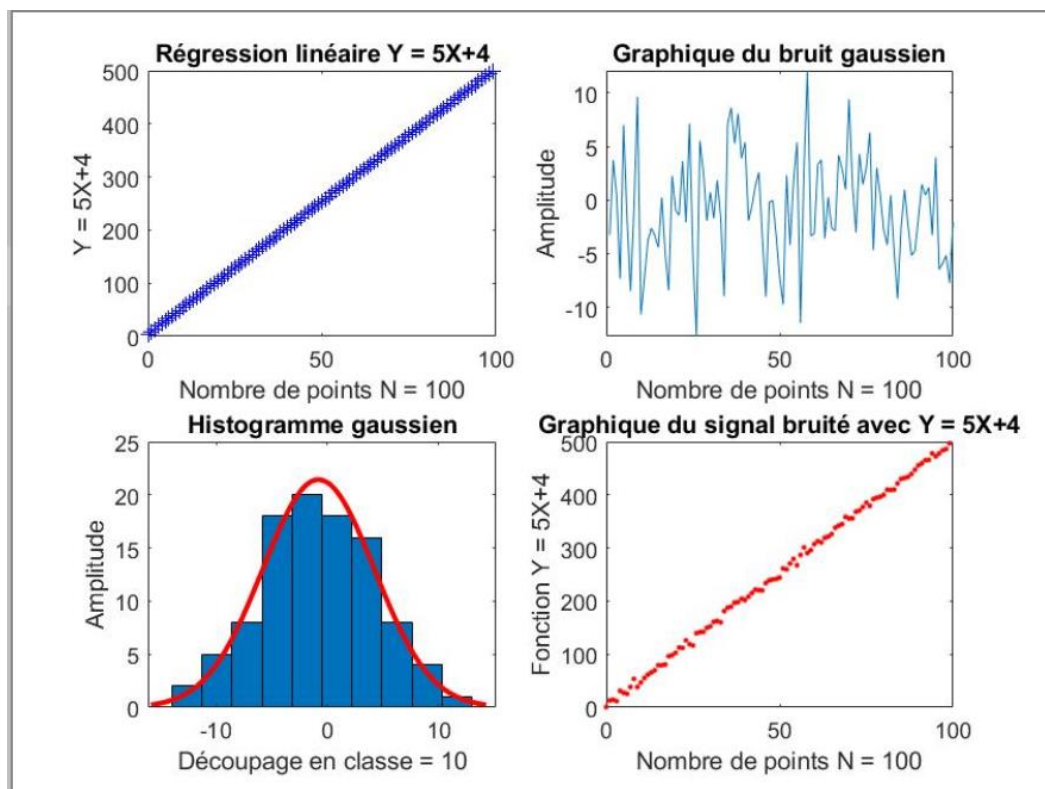 Régression linéaire Y = 5X+4
500
400
300
200
100
0
Y = 5X+4
0 50 100
Nombre de points N = 100
Graphique du bruit gaussien
10
5
0
-5
-10
Amplitude
0 50 100
Nombre de points N = 100
Histogramme gaussien
25
20
15
10
5
0
Amplitude
-10 0 10
Découpage en classe = 10
Graphique du signal bruité avec Y = 5X+4
500
400
300
200
100
0
Fonction Y = 5X+4
0 50 100
Nombre de points N = 100